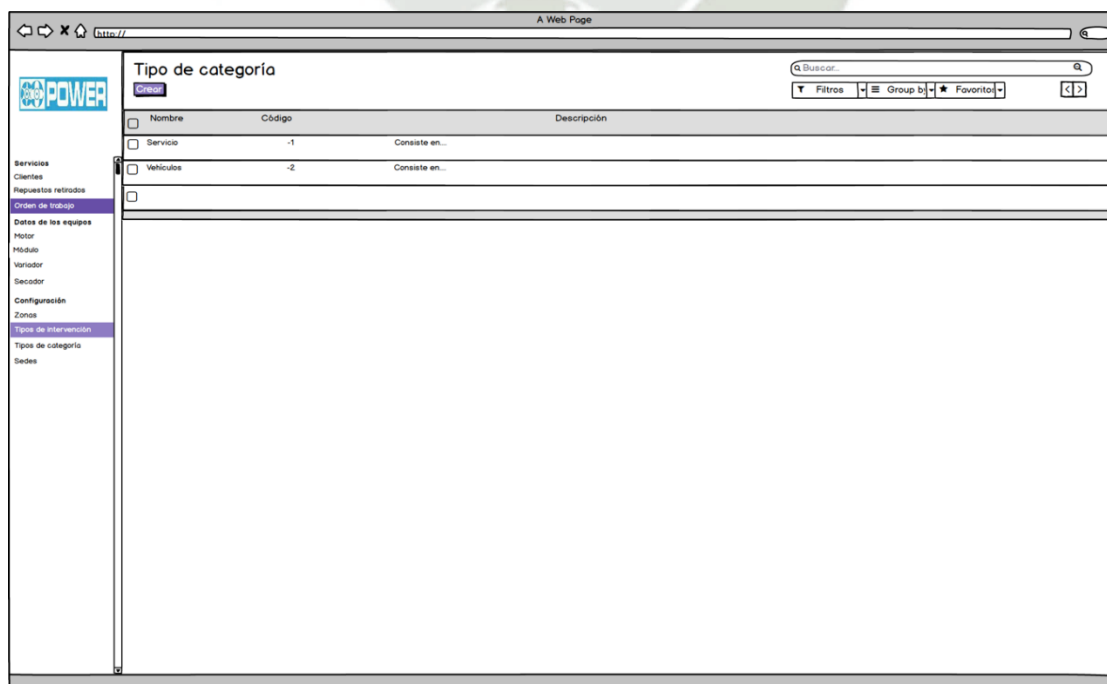 A Web Page
http://
POWER
Tipo de categoría
Crear
Buscar...
Filtros
Group by
Favoritos
Nombre Código Descripción
Servicio -1 Consiste en...
Vehículos -2 Consiste en...
Servicios
Clientes
Repuestos retirados
Orden de trabajo
Datos de los equipos
Motor
Módulo
Variador
Secador
Configuración
Zonas
Tipos de intervención
Tipos de categoría
Sedes